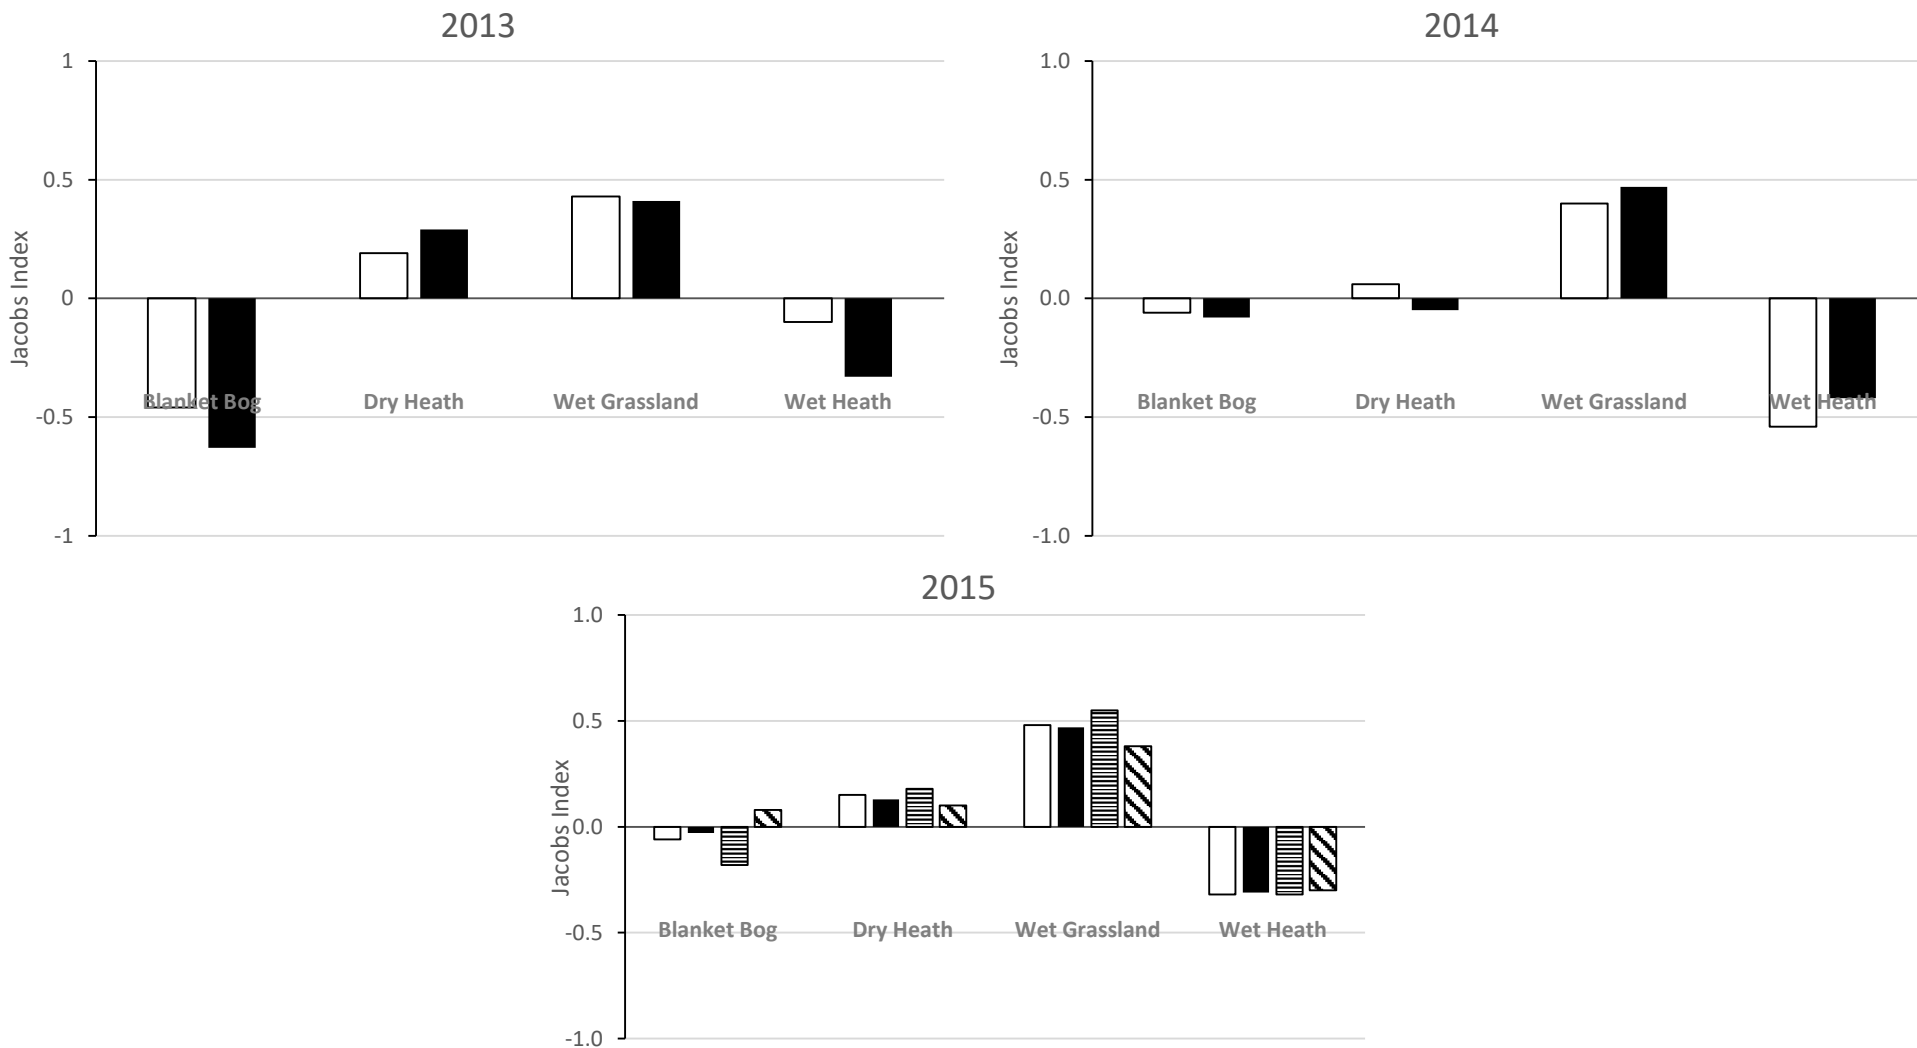 2013
1
0.5
0
-0.5
-1
Jacobs Index
Blanket Bog
Dry Heath
Wet Grassland
Wet Heath
2014
1.0
0.5
0.0
-0.5
-1.0
Jacobs Index
Blanket Bog
Dry Heath
Wet Grassland
Wet Heath
2015
1.0
0.5
0.0
-0.5
-1.0
Jacobs Index
Blanket Bog
Dry Heath
Wet Grassland
Wet Heath